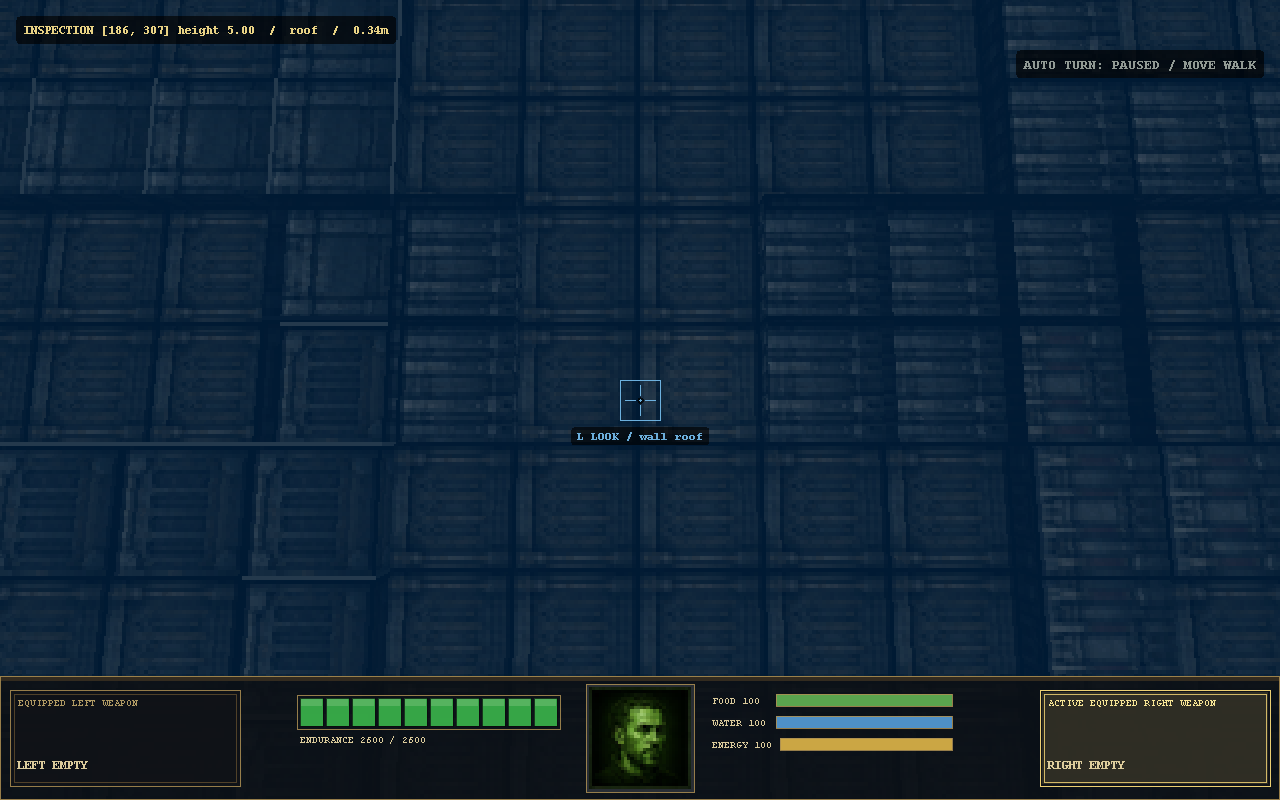 INSPECTION [186, 307] height 5.00 / roof / 0.34m
AUTO TURN: PAUSED / MOVE WALK
L LOOK / wall roof
EQUIPPED LEFT WEAPON
LEFT EMPTY
ENDURANCE 2600 / 2600
FOOD 100
WATER 100
ENERGY 100
ACTIVE EQUIPPED RIGHT WEAPON
RIGHT EMPTY